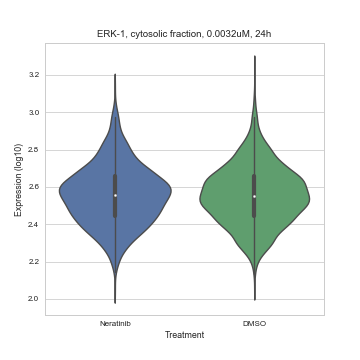 ERK-1, cytosolic fraction, 0.0032uM, 24h
3.2
3.0
2.8
2.6
2.4
2.2
2.0
Expression (log10)
Neratinib DMSO
Treatment